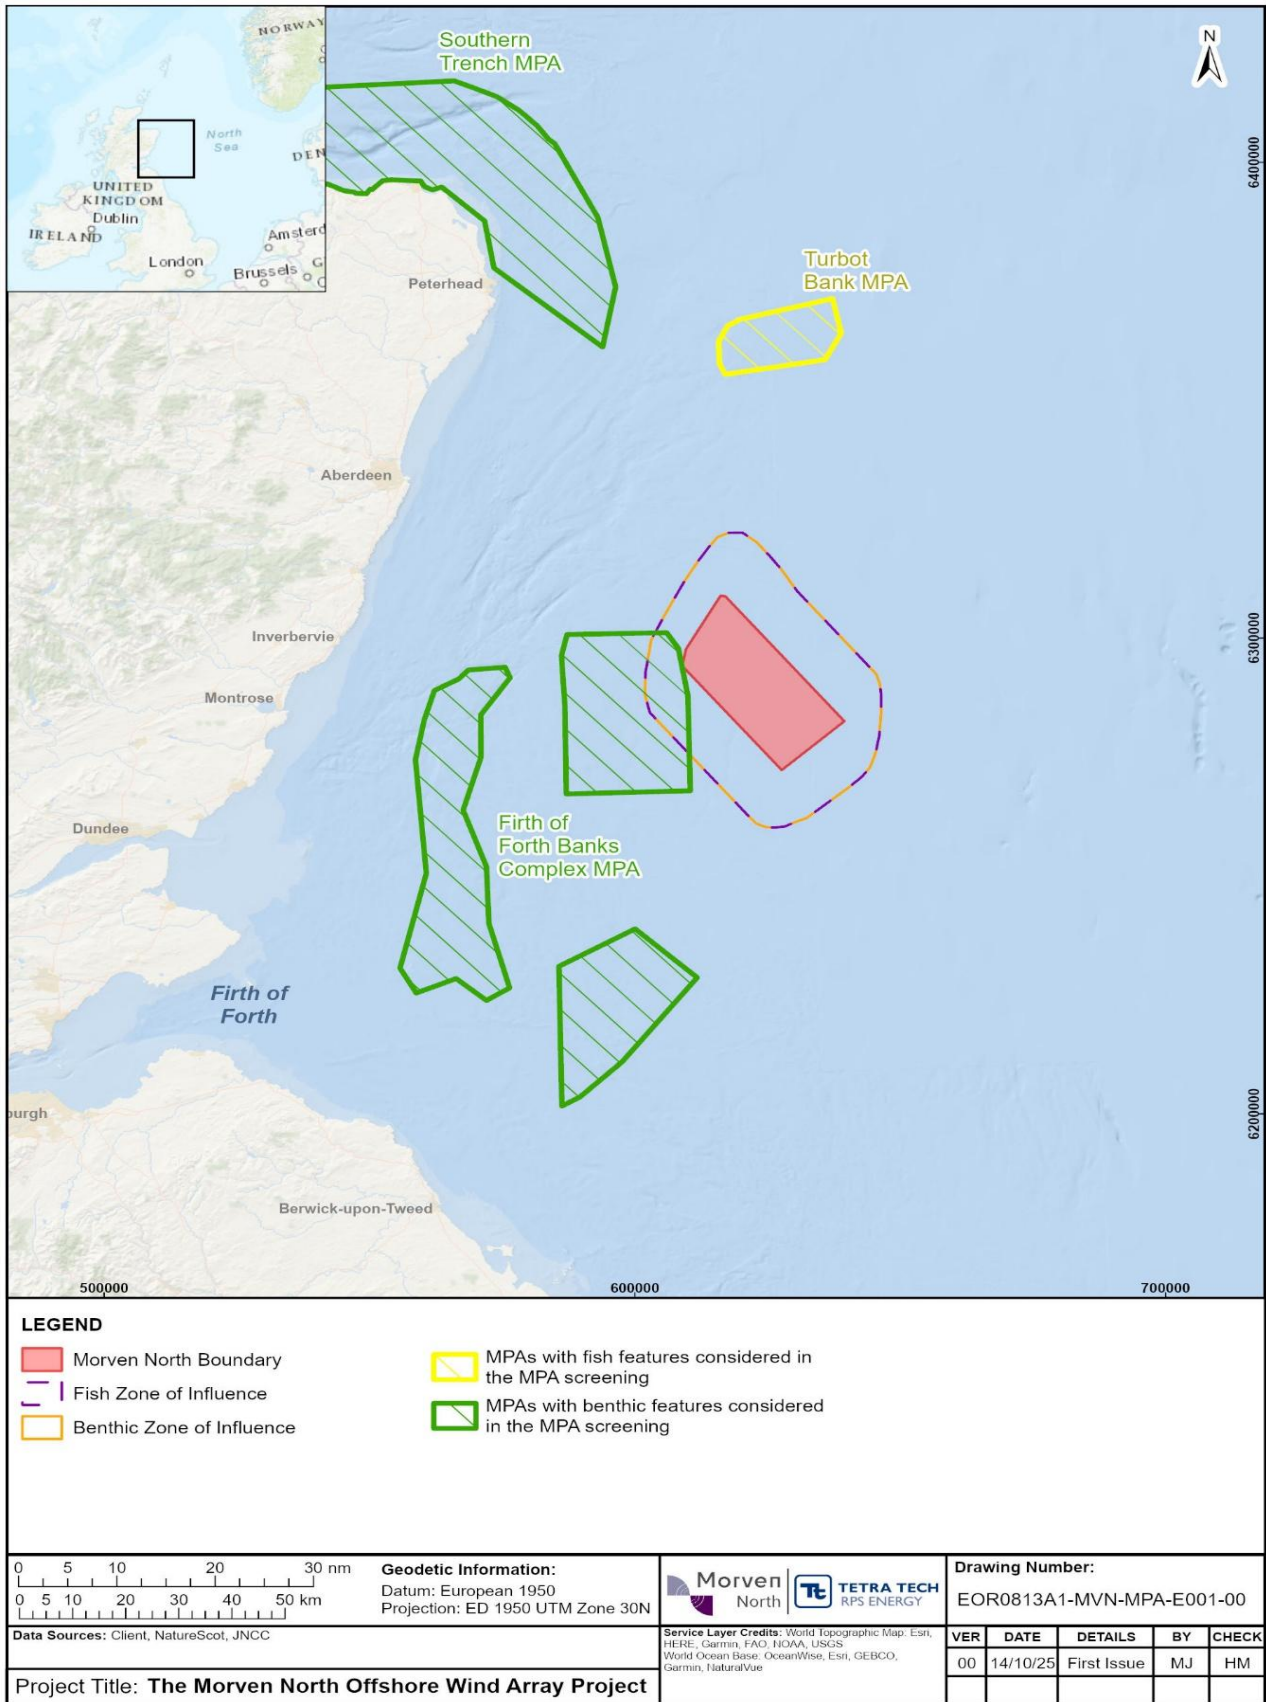 NORWAY
North
Sea
DEN
UNITED
KINGDOM
Dublin
IRELAND
Amsterd
London
Brussels
G
C
Southern
Trench MPA
N
6400000
Turbot
Bank MPA
Peterhead
Aberdeen
Inverbervie
6300000
Montrose
Dundee
Firth of
Forth Banks
Complex MPA
Firth of
Forth
burgh
6200000
Berwick-upon-Tweed
500000
600000
700000
LEGEND
Morven North Boundary
Fish Zone of Influence
Benthic Zone of Influence
MPAs with fish features considered in
the MPA screening
MPAs with benthic features considered
in the MPA screening
0 5 10 20 30 nm
0 5 10 20 30 40 50 km
Geodetic Information:
Datum: European 1950
Projection: ED 1950 UTM Zone 30N
Morven
North
Tt
TETRA TECH
RPS ENERGY
Drawing Number:
EOR0813A1-MVN-MPA-E001-00
Data Sources: Client, NatureScot, JNCC
Service Layer Credits: World Topographic Map: Esri,
HERE, Garmin, FAO, NOAA, USGS
World Ocean Base: OceanWise, Esri, GEBCO,
Garmin, NaturalVue
VER DATE DETAILS BY CHECK
00 14/10/25 First Issue MJ HM
Project Title: The Morven North Offshore Wind Array Project